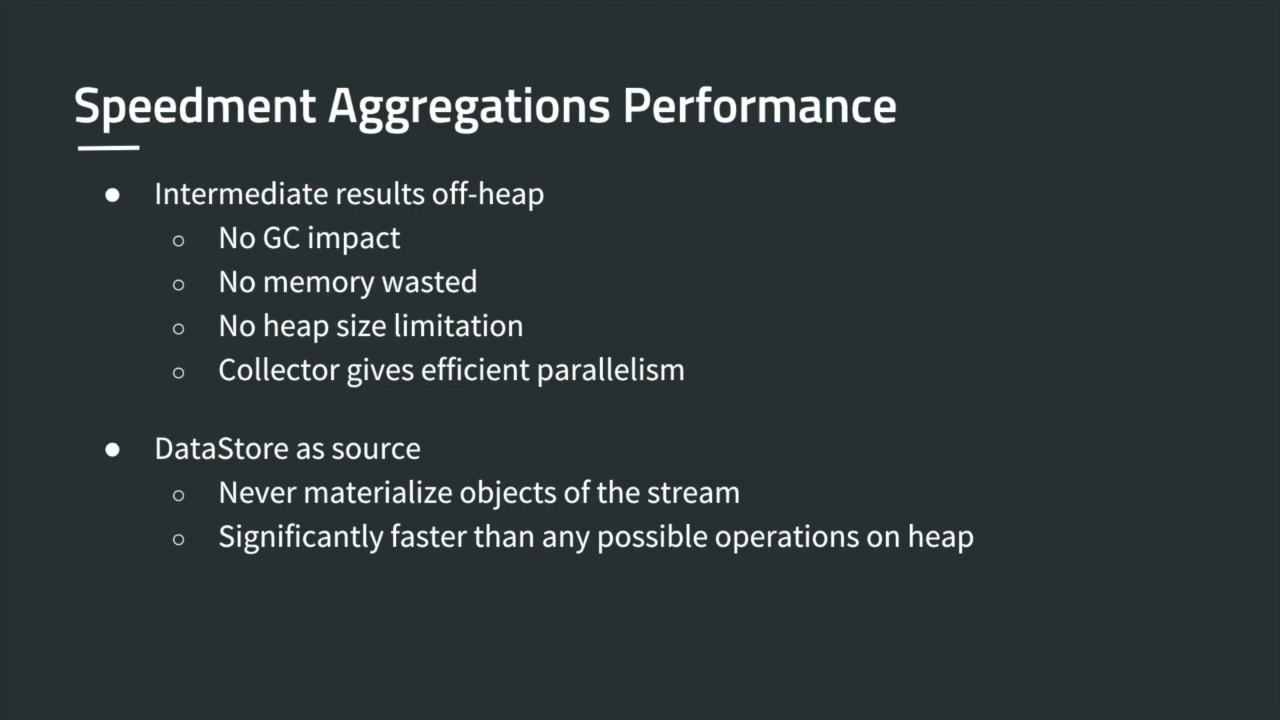 Speedment Aggregations Performance
● Intermediate results off-heap
○ No GC impact
○ No memory wasted
○ No heap size limitation
○ Collector gives efficient parallelism
● DataStore as source
○ Never materialize objects of the stream
○ Significantly faster than any possible operations on heap